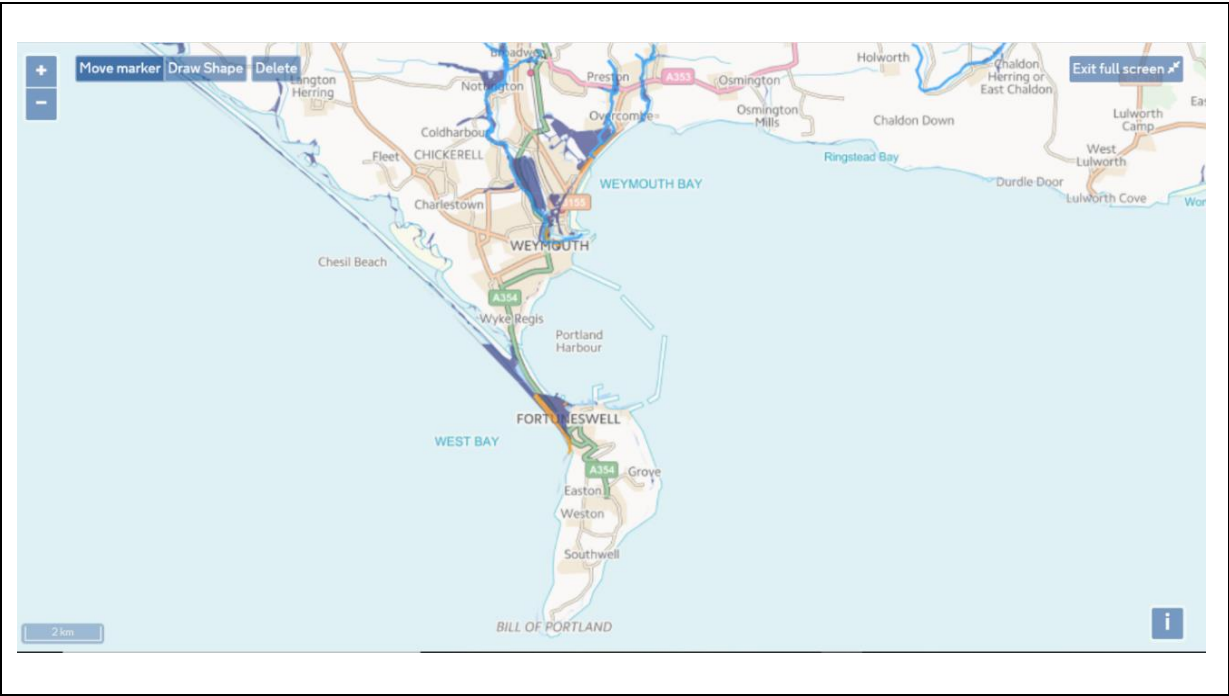 +
Move marker
Draw Shape
Delete
Exit full screen
−
Langton
Herring
Nottington
Preston
A353
Osmington
Holworth
Chaldon
Herring or
East Chaldon
Overcombe
Osmington
Mills
Chaldon Down
Lulworth
Camp
Coldharbour
Fleet
CHICKERELL
Ringstead Bay
West
Lulworth
WEYMOUTH BAY
Durdle Door
Charlestown
Lulworth Cove
WEYMOUTH
Chesil Beach
A354
Wyke Regis
Portland
Harbour
FORTUNESWELL
WEST BAY
A354
Grove
Easton
Weston
Southwell
BILL OF PORTLAND
2 km
i